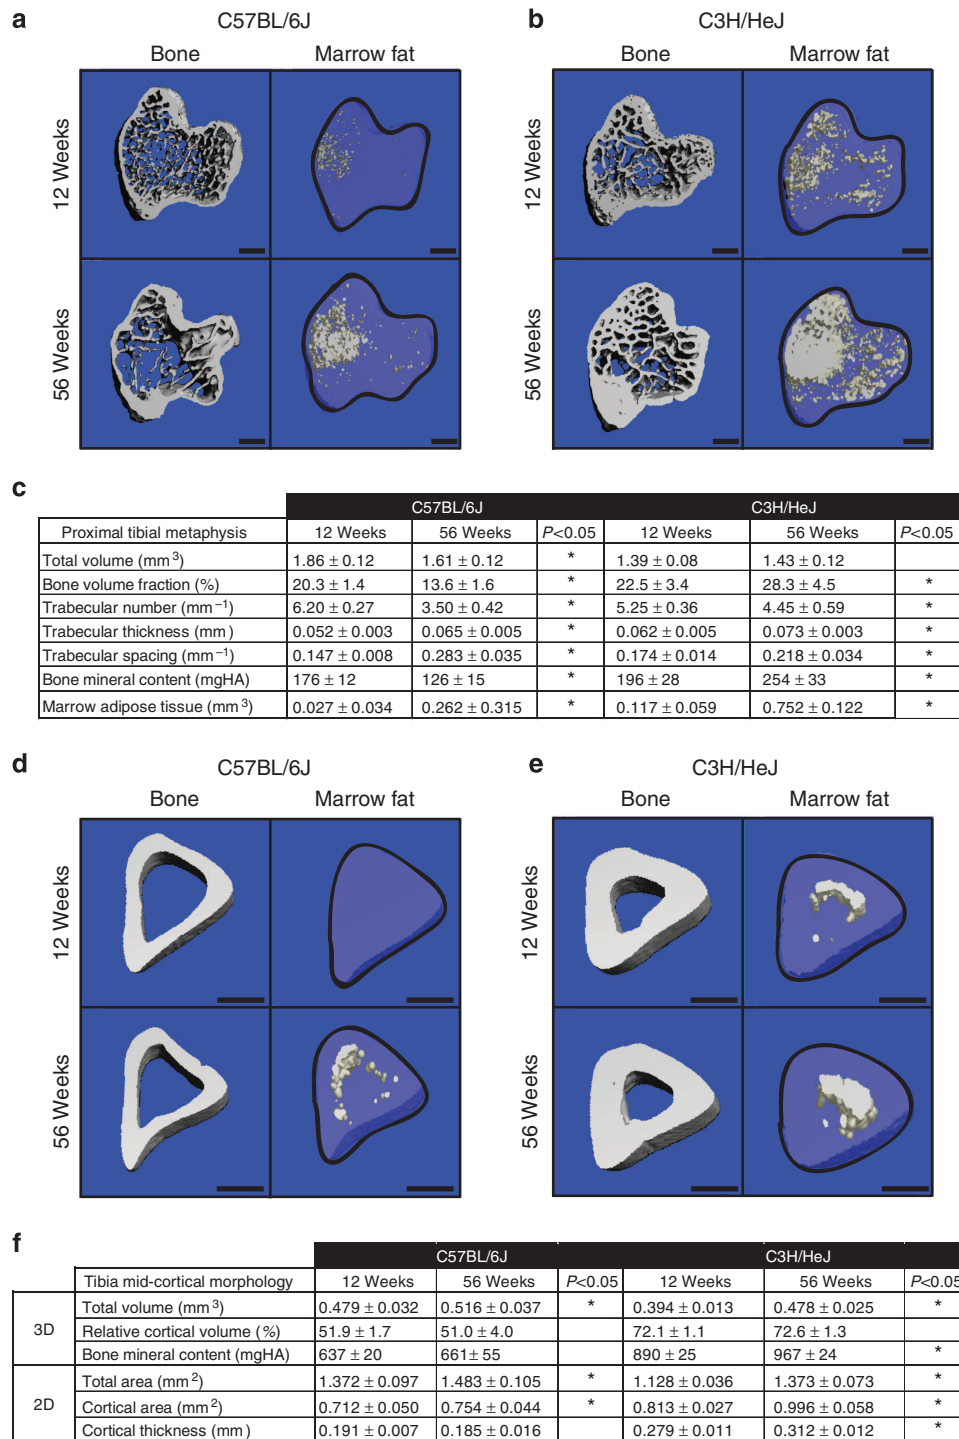 a
C57BL/6J
b
C3H/HeJ
Bone
Marrow fat
Bone
Marrow fat
12 Weeks
12 Weeks
56 Weeks
56 Weeks
c
C57BL/6J
C3H/HeJ
Proximal tibial metaphysis 12 Weeks 56 Weeks P<0.05 12 Weeks 56 Weeks P<0.05
Total volume (mm³) 1.86 ± 0.12 1.61 ± 0.12 * 1.39 ± 0.08 1.43 ± 0.12
Bone volume fraction (%) 20.3 ± 1.4 13.6 ± 1.6 * 22.5 ± 3.4 28.3 ± 4.5 *
Trabecular number (mm⁻¹) 6.20 ± 0.27 3.50 ± 0.42 * 5.25 ± 0.36 4.45 ± 0.59 *
Trabecular thickness (mm) 0.052 ± 0.003 0.065 ± 0.005 * 0.062 ± 0.005 0.073 ± 0.003 *
Trabecular spacing (mm⁻¹) 0.147 ± 0.008 0.283 ± 0.035 * 0.174 ± 0.014 0.218 ± 0.034 *
Bone mineral content (mgHA) 176 ± 12 126 ± 15 * 196 ± 28 254 ± 33 *
Marrow adipose tissue (mm³) 0.027 ± 0.034 0.262 ± 0.315 * 0.117 ± 0.059 0.752 ± 0.122 *
d
C57BL/6J
e
C3H/HeJ
Bone
Marrow fat
Bone
Marrow fat
12 Weeks
12 Weeks
56 Weeks
56 Weeks
f
C57BL/6J
C3H/HeJ
Tibia mid-cortical morphology 12 Weeks 56 Weeks P<0.05 12 Weeks 56 Weeks P<0.05
3D
Total volume (mm³) 0.479 ± 0.032 0.516 ± 0.037 * 0.394 ± 0.013 0.478 ± 0.025 *
Relative cortical volume (%) 51.9 ± 1.7 51.0 ± 4.0 72.1 ± 1.1 72.6 ± 1.3
Bone mineral content (mgHA) 637 ± 20 661 ± 55 890 ± 25 967 ± 24 *
2D
Total area (mm²) 1.372 ± 0.097 1.483 ± 0.105 * 1.128 ± 0.036 1.373 ± 0.073 *
Cortical area (mm²) 0.712 ± 0.050 0.754 ± 0.044 * 0.813 ± 0.027 0.996 ± 0.058 *
Cortical thickness (mm) 0.191 ± 0.007 0.185 ± 0.016 0.279 ± 0.011 0.312 ± 0.012 *